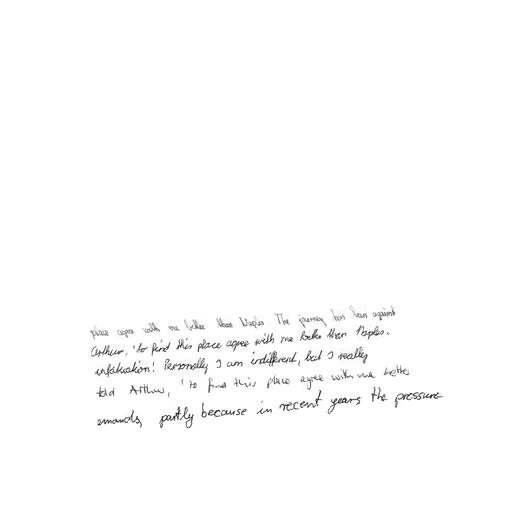 place agree with me better than Naples. The journey has been against
Arthur, 'to find this place agree with me better than Naples.
infatuation! Personally I am indifferent, but I really
told Arthur, 'to find this place agree with me better
emands, partly because in recent years the pressure